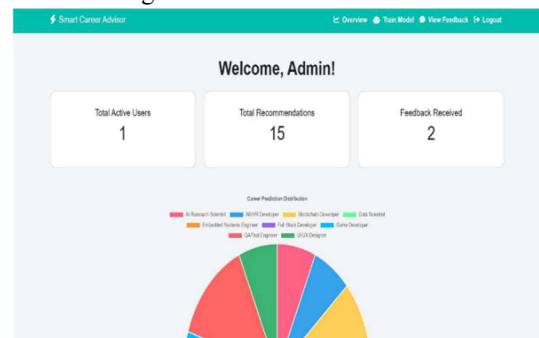 Smart Career Advisor Overview Train Model View Feedback Logout
Welcome, Admin!
Total Active Users Total Recommendations Feedback Received
1 15 2
Career Prediction Distribution
AI Research Scientist AR/VR Developer Blockchain Developer Data Scientist
Embedded Systems Engineer Full Stack Developer Game Developer
QA/Test Engineer UI/UX Designer